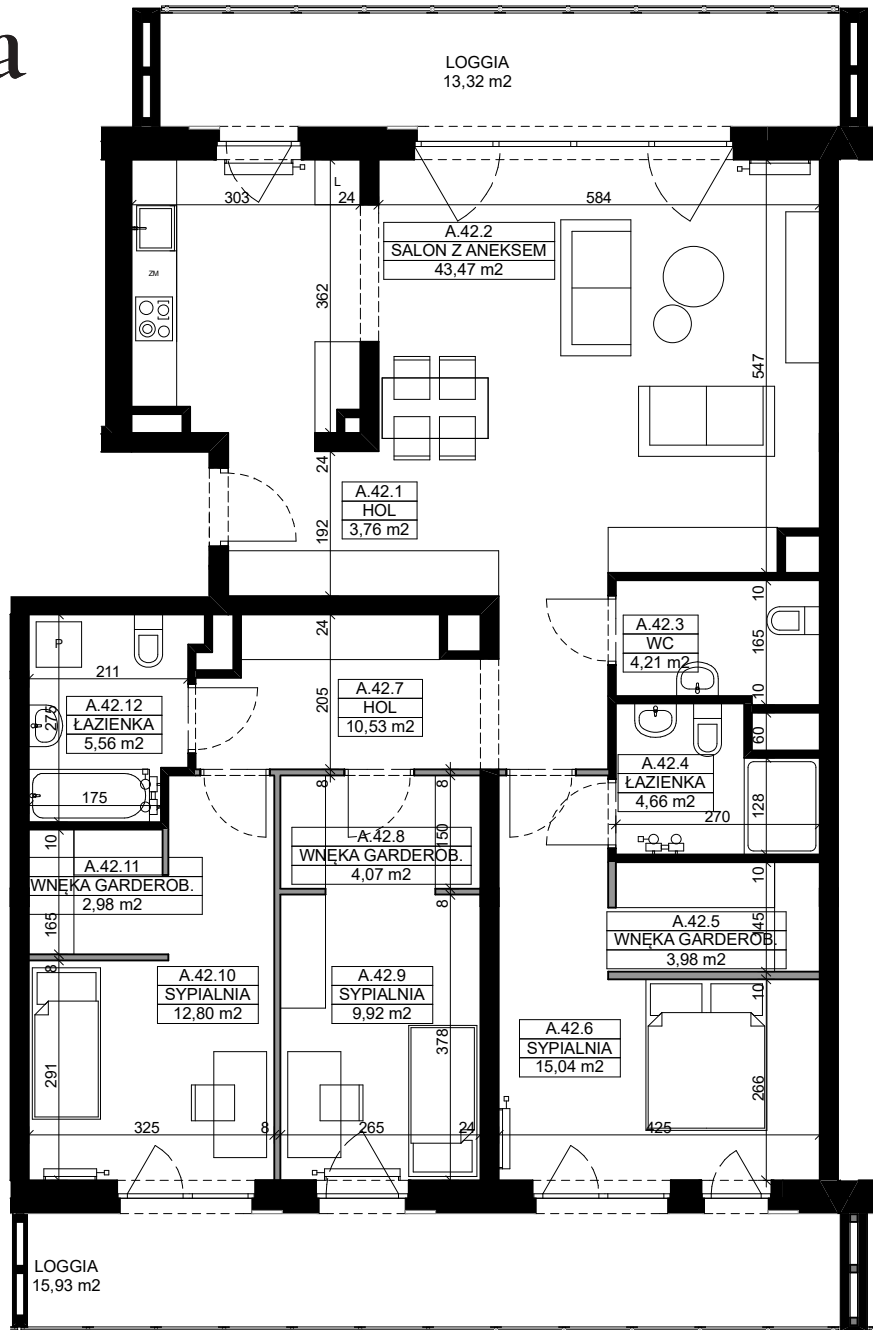 a
LOGGIA
13,32 m2
L
303
24
584
A.42.2
SALON Z ANEKSEM
43,47 m2
ZM
362
547
24
A.42.1
HOL
3,76 m2
192
10
A.42.3
WC
4,21 m2
165
10
P
24
211
275
A.42.12
ŁAZIENKA
5,56 m2
205
A.42.7
HOL
10,53 m2
60
A.42.4
ŁAZIENKA
4,66 m2
175
8
8
270
128
10
A.42.11
WNĘKA GARDEROB.
2,98 m2
165
A.42.8
WNĘKA GARDEROB.
4,07 m2
150
8
10
A.42.5
WNĘKA GARDEROB.
3,98 m2
145
8
A.42.10
SYPIALNIA
12,80 m2
A.42.9
SYPIALNIA
9,92 m2
10
A.42.6
SYPIALNIA
15,04 m2
291
378
266
325
8
265
24
425
LOGGIA
15,93 m2